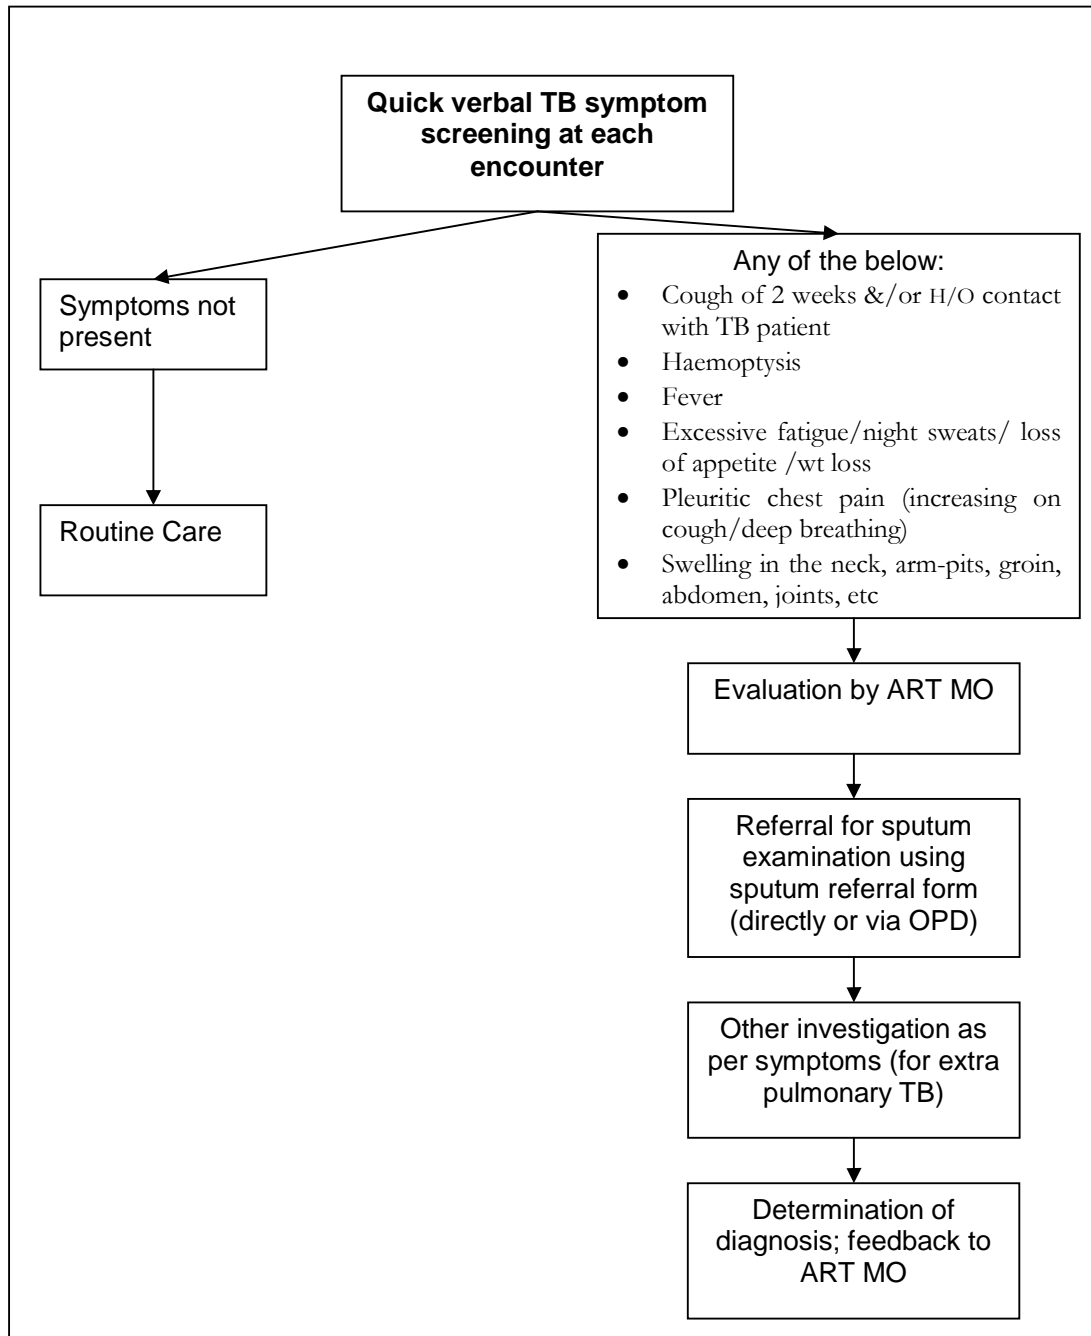 Quick verbal TB symptom
screening at each
encounter
Symptoms not
present
Routine Care
Any of the below:
• Cough of 2 weeks &/or H/O contact
with TB patient
• Haemoptysis
• Fever
• Excessive fatigue/night sweats/ loss
of appetite /wt loss
• Pleuritic chest pain (increasing on
cough/deep breathing)
• Swelling in the neck, arm-pits, groin,
abdomen, joints, etc
Evaluation by ART MO
Referral for sputum
examination using
sputum referral form
(directly or via OPD)
Other investigation as
per symptoms (for extra
pulmonary TB)
Determination of
diagnosis; feedback to
ART MO